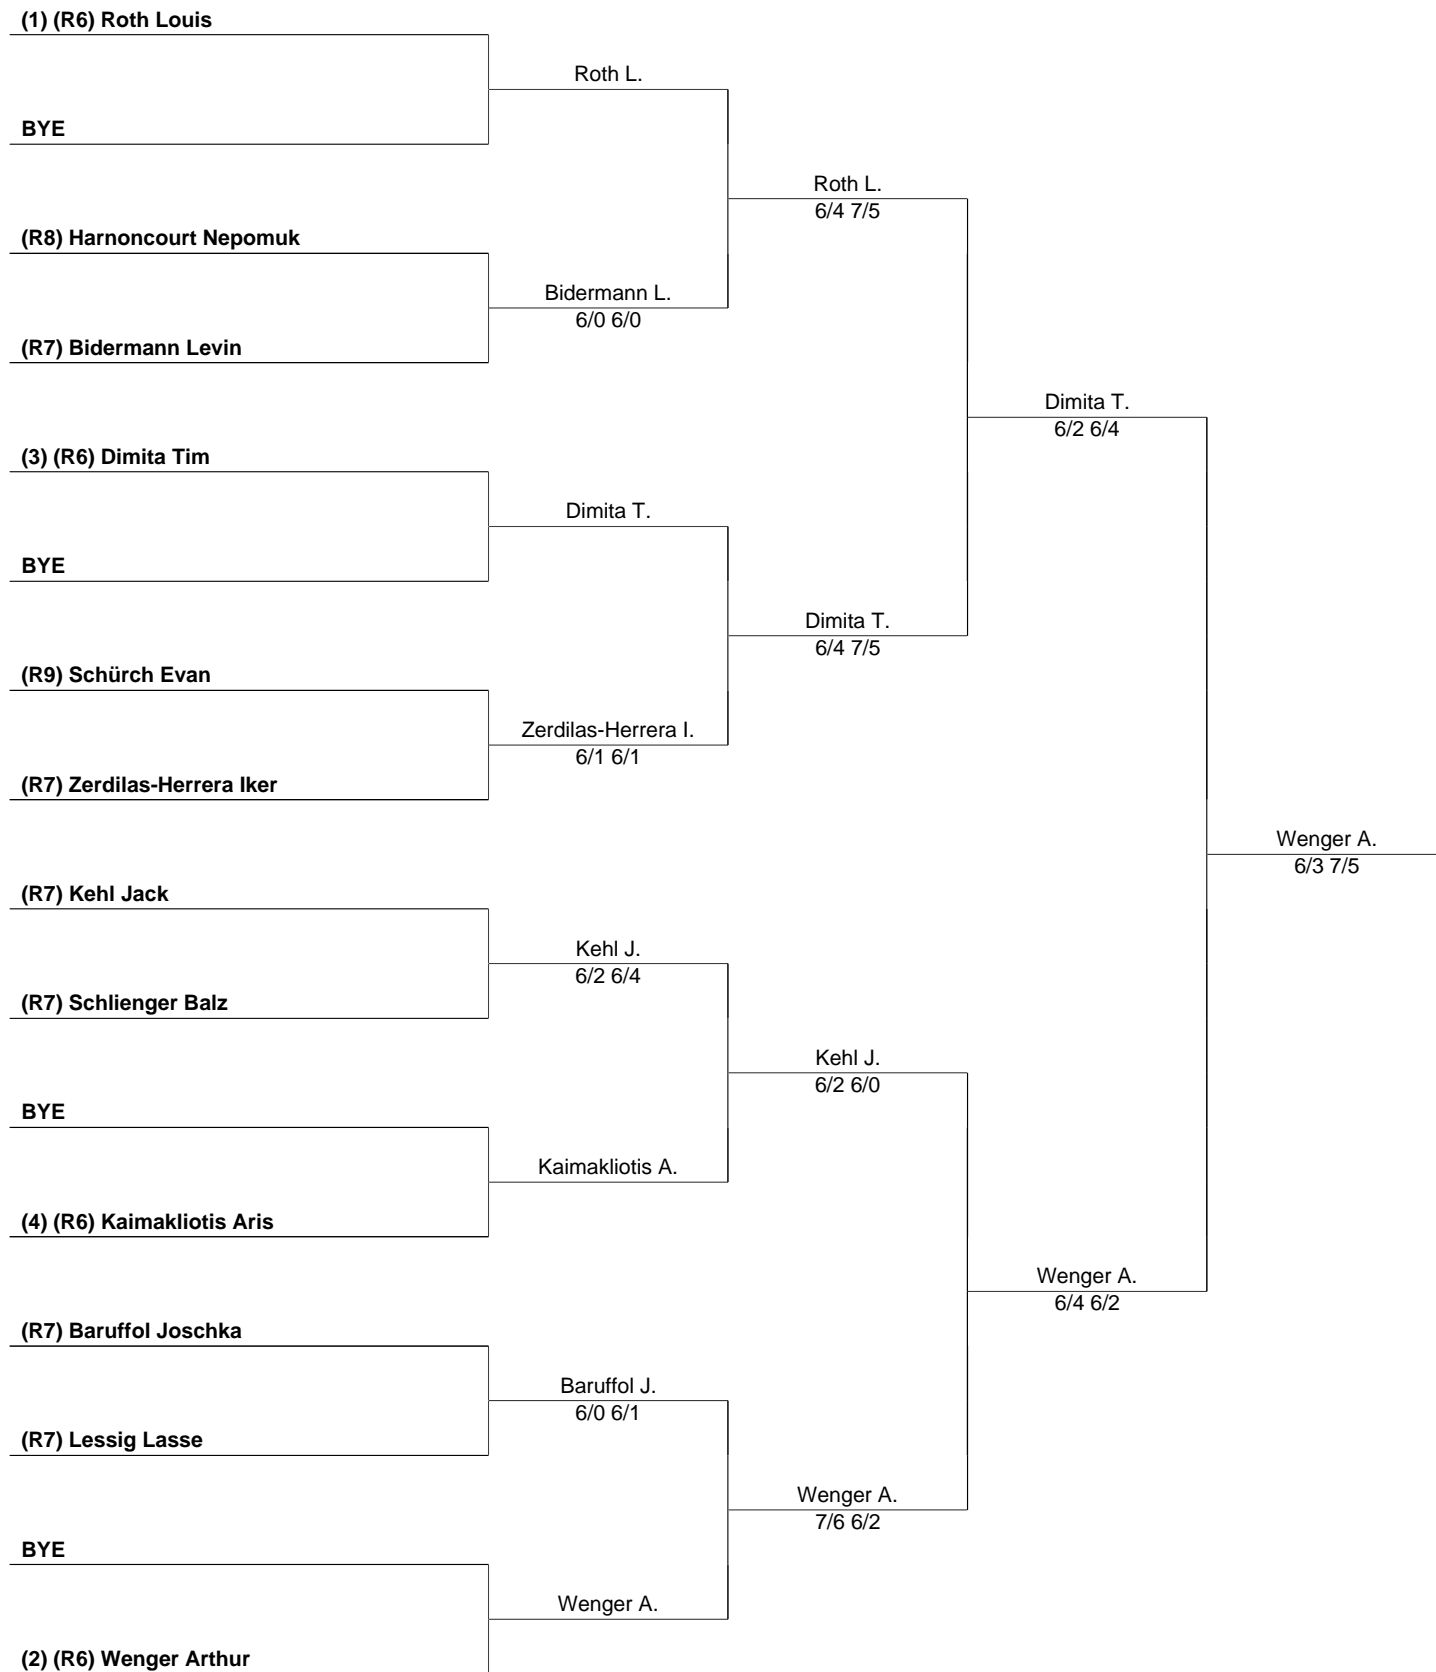 (1) (R6) Roth Louis
Roth L.
BYE
Roth L.
6/4 7/5
(R8) Harnoncourt Nepomuk
Bidermann L.
6/0 6/0
(R7) Bidermann Levin
Dimita T.
6/2 6/4
(3) (R6) Dimita Tim
Dimita T.
BYE
Dimita T.
6/4 7/5
(R9) Schürch Evan
Zerdilas-Herrera I.
6/1 6/1
(R7) Zerdilas-Herrera Iker
Wenger A.
6/3 7/5
(R7) Kehl Jack
Kehl J.
6/2 6/4
(R7) Schlienger Balz
Kehl J.
6/2 6/0
BYE
Kaimakliotis A.
(4) (R6) Kaimakliotis Aris
Wenger A.
6/4 6/2
(R7) Baruffol Joschka
Baruffol J.
6/0 6/1
(R7) Lessig Lasse
Wenger A.
7/6 6/2
BYE
Wenger A.
(2) (R6) Wenger Arthur